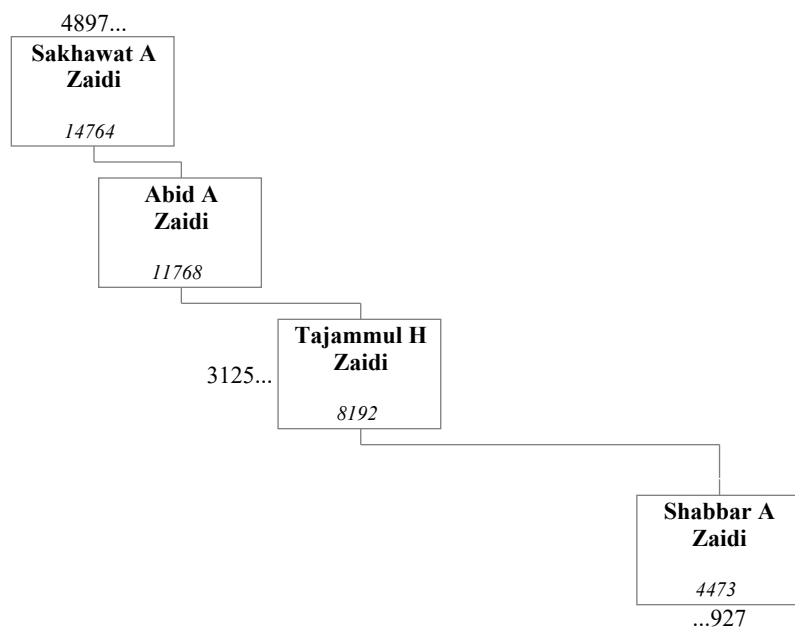 4897...
Sakhawat A
Zaidi
14764
Abid A
Zaidi
11768
Tajammul H
Zaidi
3125...
8192
Shabbar A
Zaidi
4473
...927